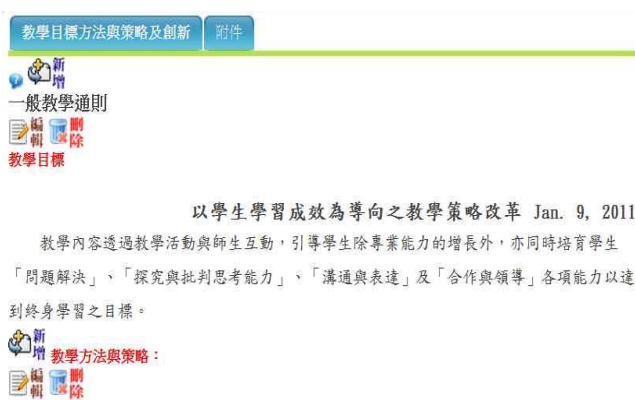 教學目標方法與策略及創新 附件
新增
一般教學通則
編輯 刪除
教學目標
以學生學習成效為導向之教學策略改革 Jan. 9, 2011
教學內容透過教學活動與師生互動，引導學生除專業能力的增長外，亦同時培育學生
「問題解決」、「探究與批判思考能力」、「溝通與表達」及「合作與領導」各項能力以達
到終身學習之目標。
新增 教學方法與策略：
編輯 刪除